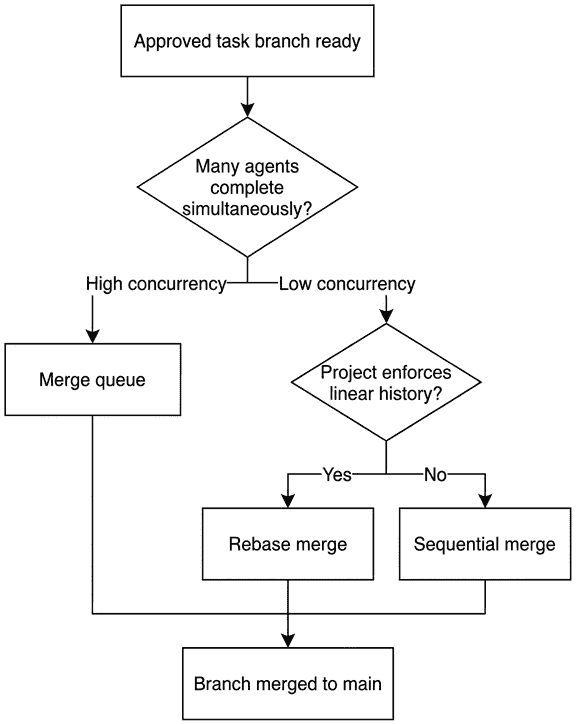 Approved task branch ready
Many agents
complete
simultaneously?
High concurrency
Low concurrency
Merge queue
Project enforces
linear history?
Yes
No
Rebase merge
Sequential merge
Branch merged to main